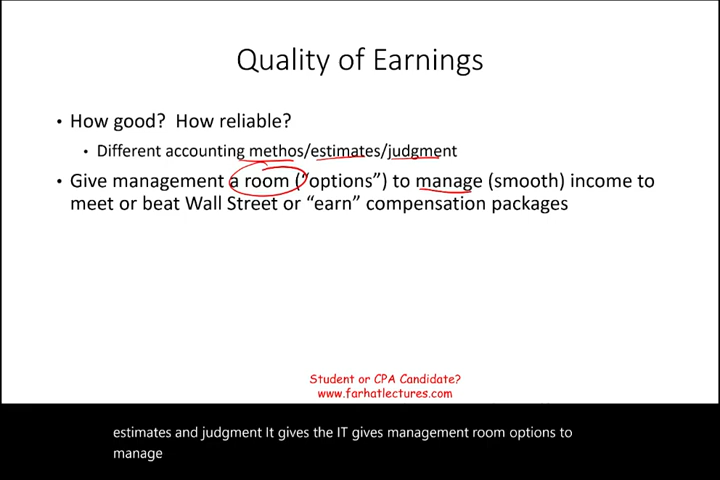 Quality of Earnings
• How good? How reliable?
• Different accounting methos/estimates/judgment
• Give management a room (“options”) to manage (smooth) income to
meet or beat Wall Street or “earn” compensation packages
Student or CPA Candidate?
www.farhatlectures.com
estimates and judgment It gives the IT gives management room options to
manage